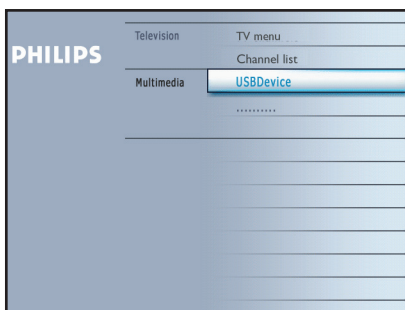 PHILIPS
Television
TV menu
Channel list
Multimedia
USBDevice
..........